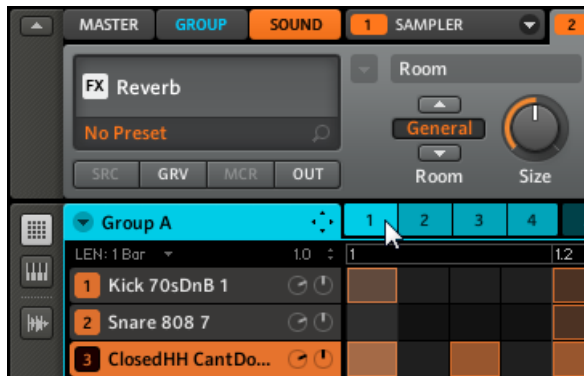 MASTER GROUP SOUND 1 SAMPLER 2
FX Reverb
No Preset
SRC GRV MCR OUT
Room
General
Room Size
Group A 1 2 3 4
LEN: 1 Bar 1.0 1 1.2
1 Kick 70sDnB 1
2 Snare 808 7
3 ClosedHH CantDo...